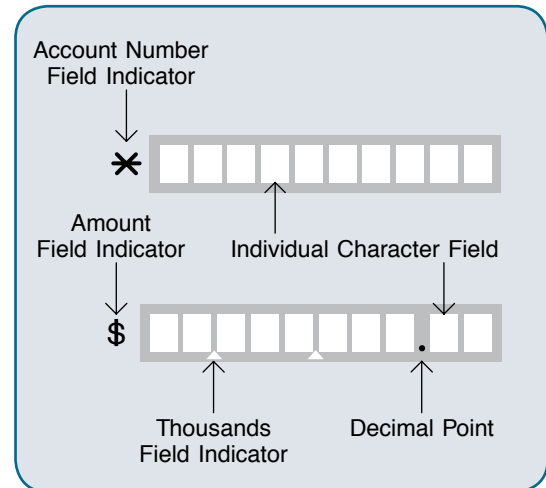 Account Number
Field Indicator
*
Amount
Field Indicator
Individual Character Field
$
.
Thousands
Field Indicator
Decimal Point